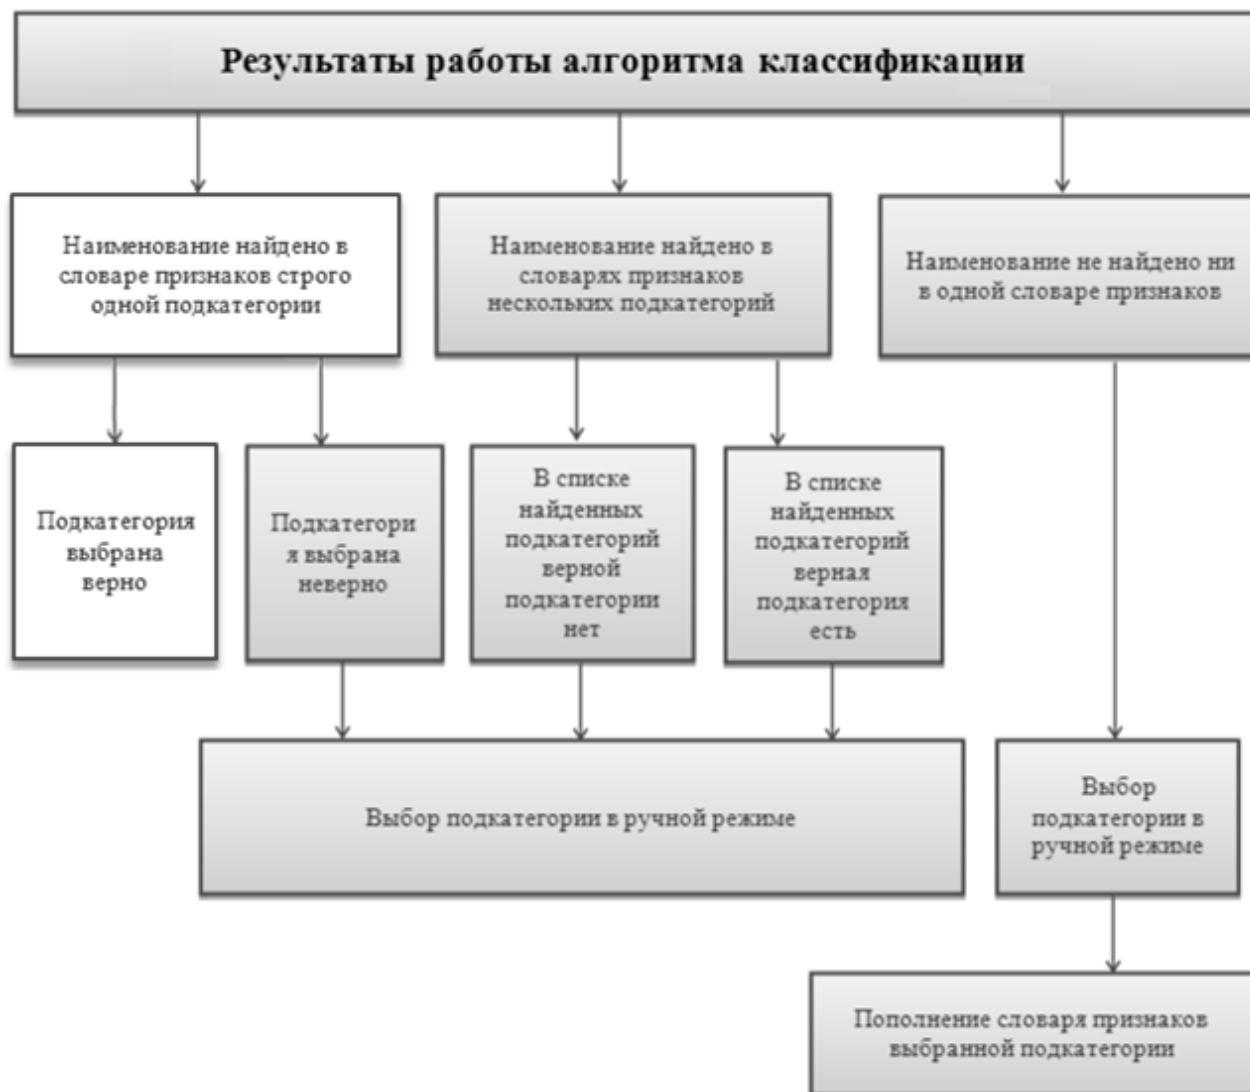 Результаты работы алгоритма классификации
Наименование найдено в
словаре признаков строго
одной подкатегории
Наименование найдено в
словарях признаков
нескольких подкатегорий
Наименование не найдено ни
в одной словаре признаков
Подкатегория
выбрана
верно
Подкатегори
я выбрана
неверно
В списке
найденных
подкатегорий
верной
подкатегории
нет
В списке
найденных
подкатегорий
верная
подкатегория
есть
Выбор подкатегории в ручной режиме
Выбор
подкатегории в
ручной режиме
Пополнение словаря признаков
выбранной подкатегории